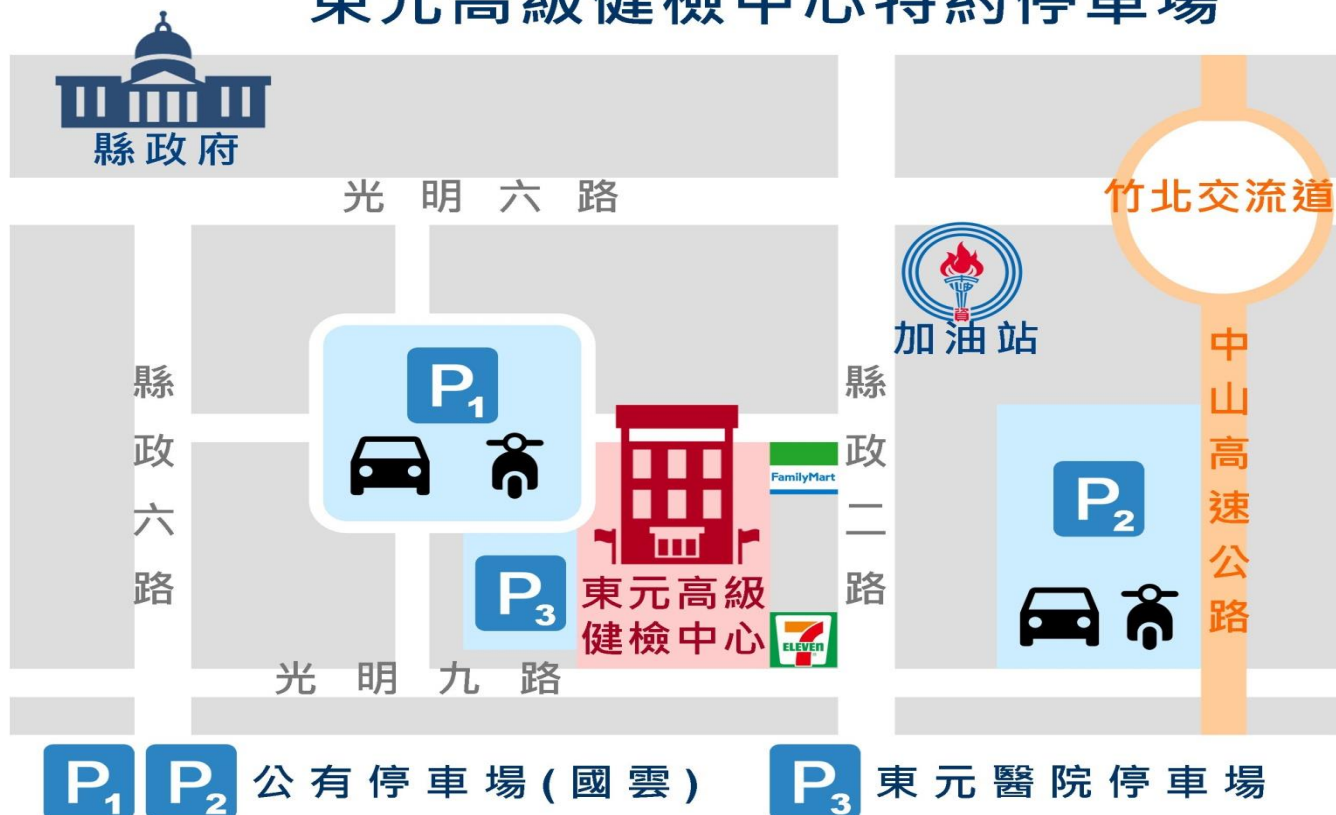 東元高級健檢中心特約停車場
縣政府
光明六路
竹北交流道
加油站
中山高速公路
縣政六路
P1
縣政二路
FamilyMart
P2
P3
東元高級
健檢中心
ELEVEn
光明九路
P1 P2 公有停車場(國雲)
P3 東元醫院停車場